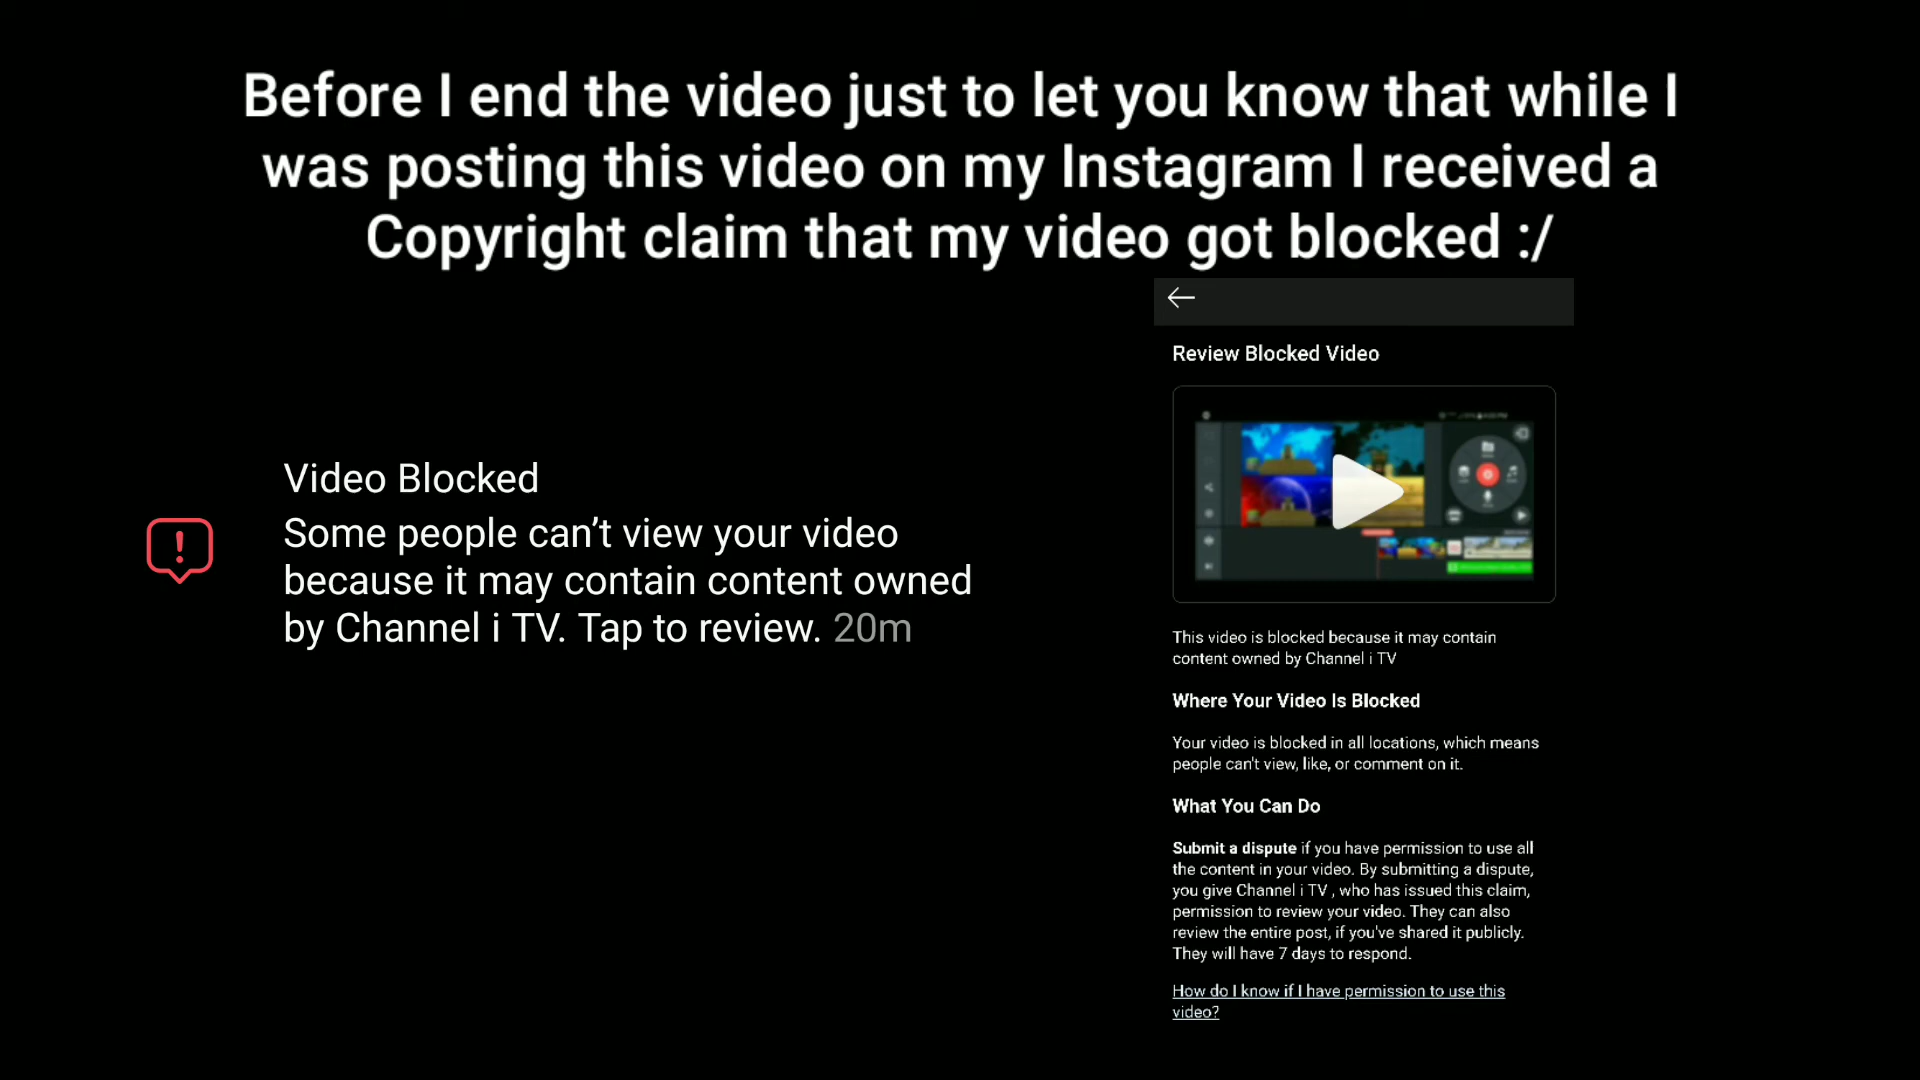 Before I end the video just to let you know that while I
was posting this video on my Instagram I received a
Copyright claim that my video got blocked :/
Video Blocked
Some people can’t view your video
because it may contain content owned
by Channel i TV. Tap to review. 20m
Review Blocked Video
This video is blocked because it may contain
content owned by Channel i TV
Where Your Video Is Blocked
Your video is blocked in all locations, which means
people can't view, like, or comment on it.
What You Can Do
Submit a dispute if you have permission to use all
the content in your video. By submitting a dispute,
you give Channel i TV , who has issued this claim,
permission to review your video. They can also
review the entire post, if you've shared it publicly.
They will have 7 days to respond.
How do I know if I have permission to use this
video?